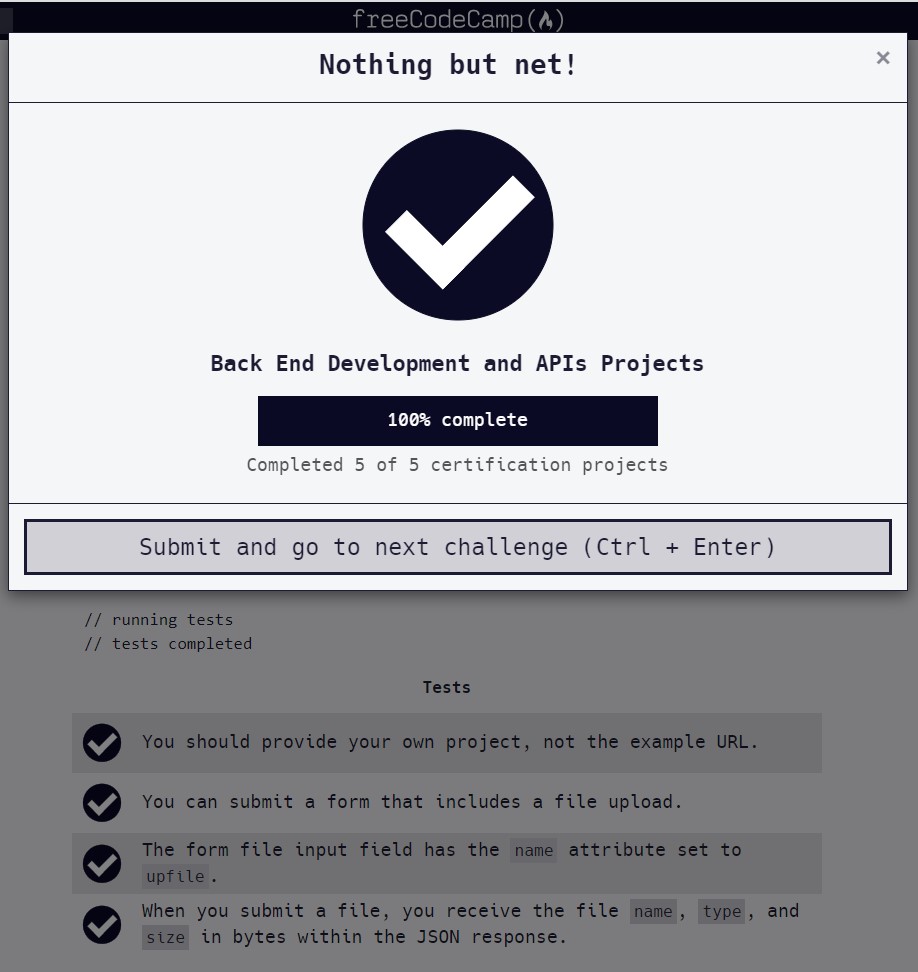 freeCodeCamp(🔥)
Nothing but net!
×
Back End Development and APIs Projects
100% complete
Completed 5 of 5 certification projects
Submit and go to next challenge (Ctrl + Enter)
// running tests
// tests completed
Tests
You should provide your own project, not the example URL.
You can submit a form that includes a file upload.
The form file input field has the name attribute set to
upfile.
When you submit a file, you receive the file name, type, and
size in bytes within the JSON response.